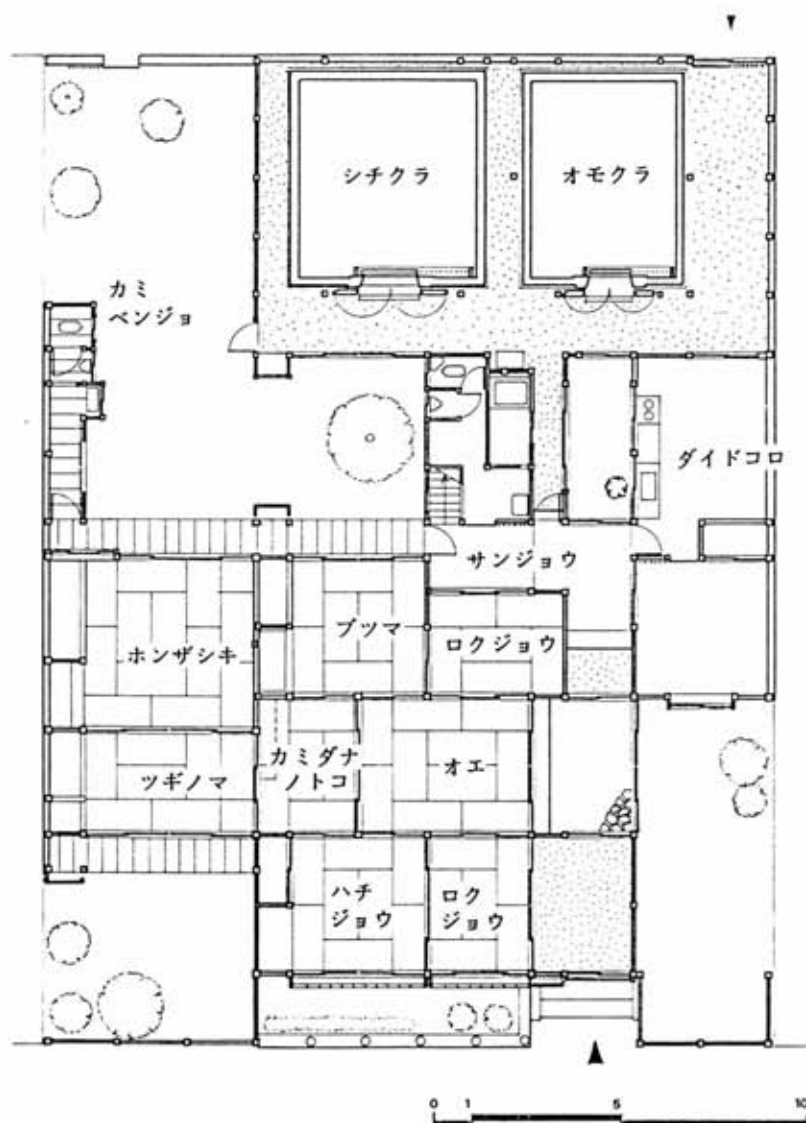 シチクラ
オモクラ
カミ
ベンジョ
ダイドコロ
サンジョウ
ブツマ
ロクジョウ
ホンザシキ
カミダナ
ノトコ
オエ
ツギノマ
ハチ
ジョウ
ロク
ジョウ
0 1 5 10